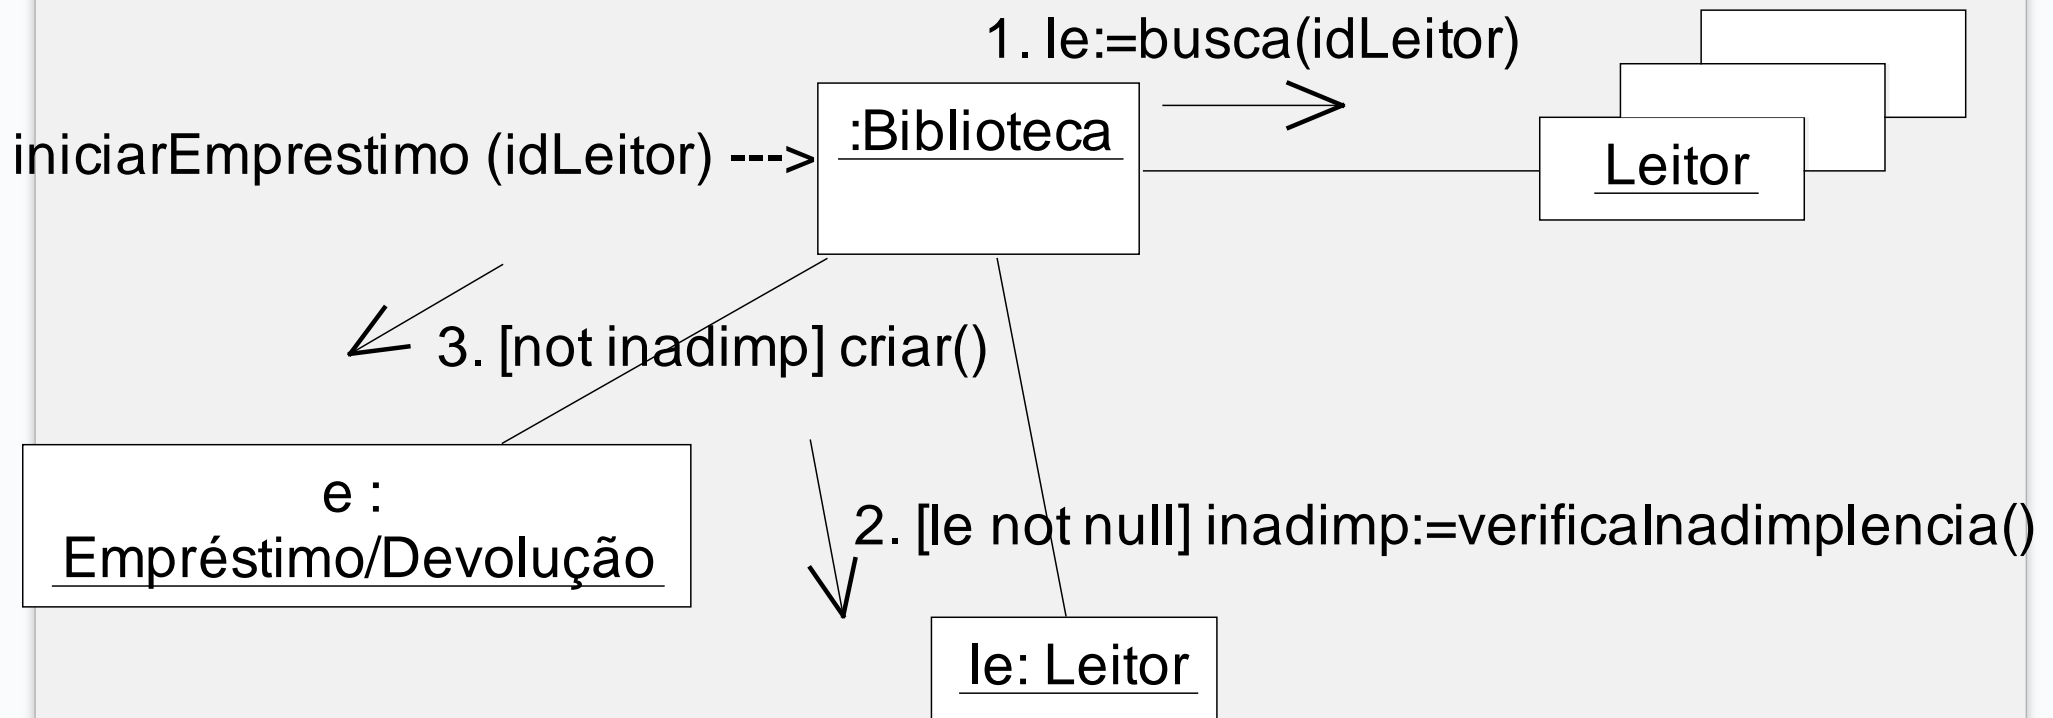 1. le:=busca(idLeitor)
:Biblioteca
iniciarEmprestimo (idLeitor) --->
Leitor
3. [not inadimp] criar()
e :
Empréstimo/Devolução
2. [le not null] inadimp:=verificaInadimplencia()
le: Leitor